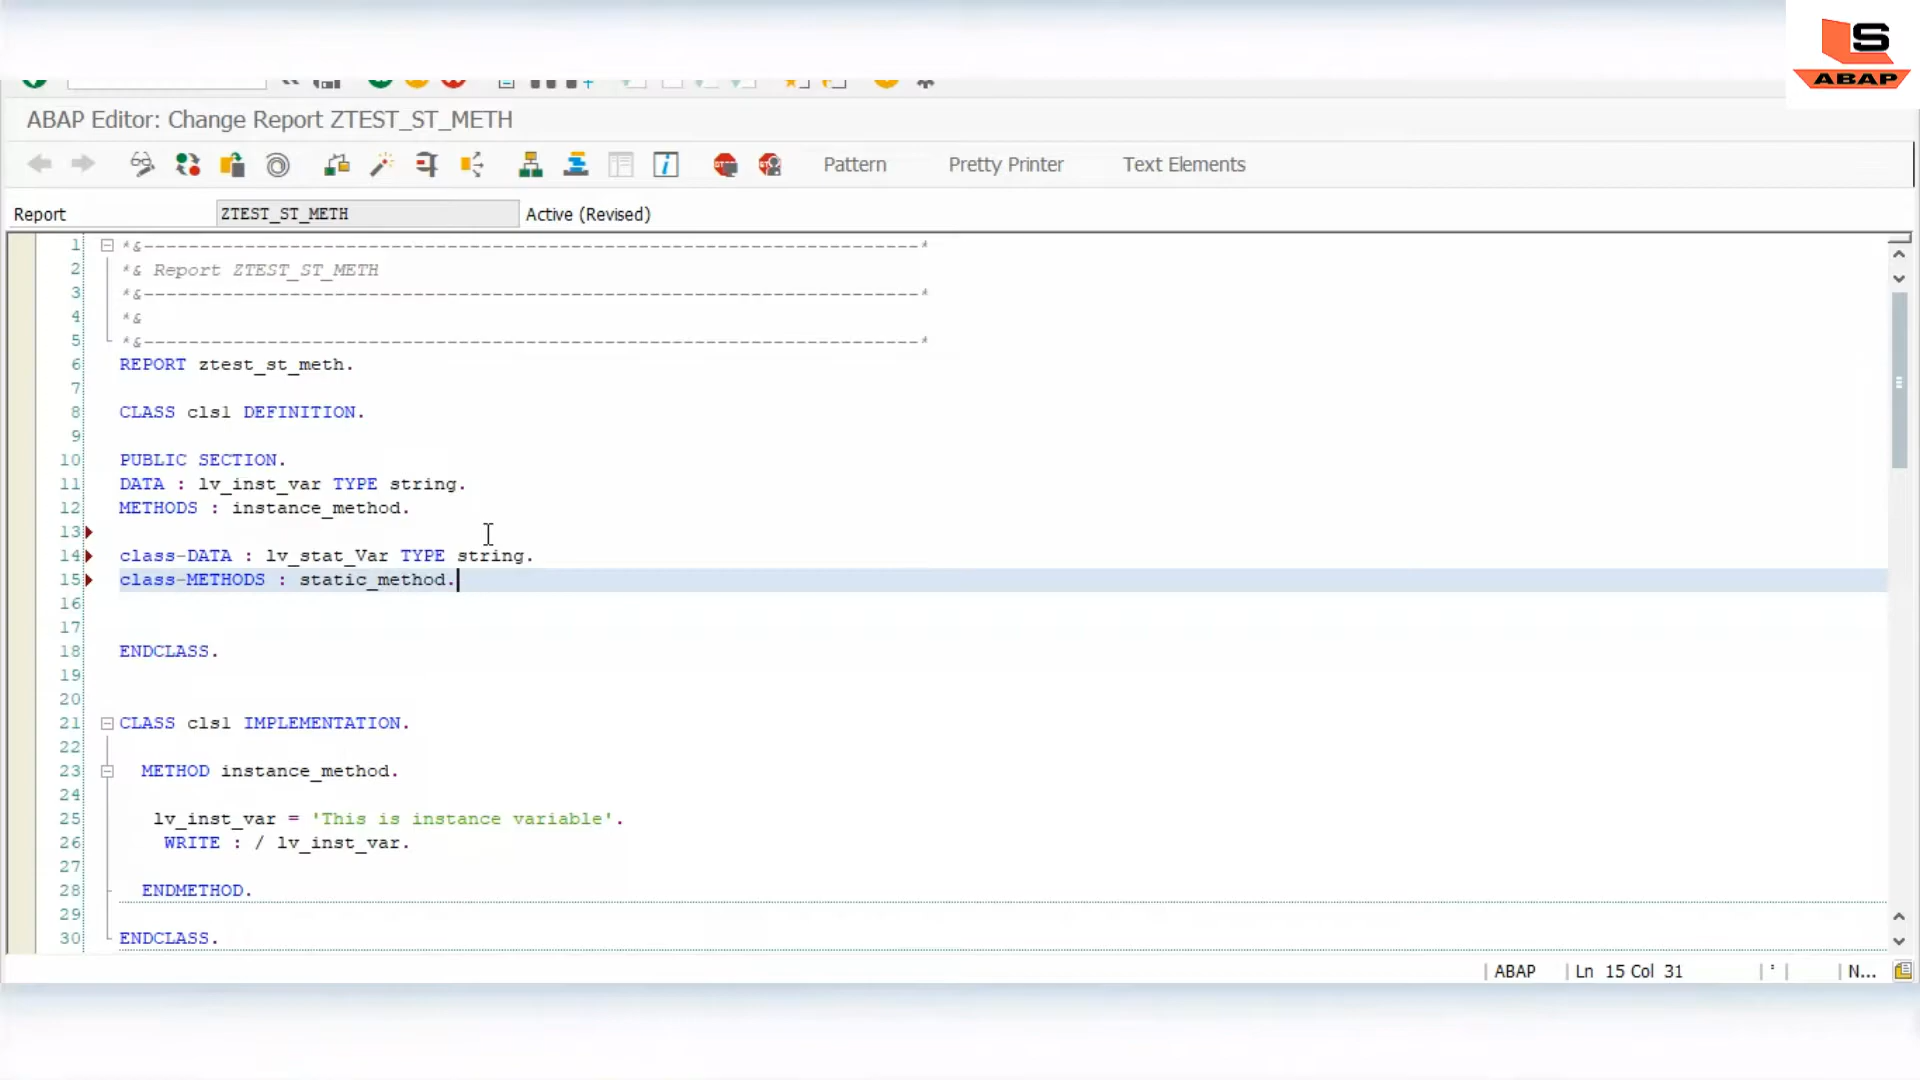 S
ABAP
ABAP Editor: Change Report ZTEST_ST_METH
Pattern Pretty Printer Text Elements
Report ZTEST_ST_METH Active (Revised)
1 *&---------------------------------------------------------------------*
2 *& Report ZTEST_ST_METH
3 *&---------------------------------------------------------------------*
4 *&
5 *&---------------------------------------------------------------------*
6 REPORT ztest_st_meth.
7
8 CLASS cls1 DEFINITION.
9
10 PUBLIC SECTION.
11 DATA : lv_inst_var TYPE string.
12 METHODS : instance_method.
13
14 class-DATA : lv_stat_Var TYPE string.
15 class-METHODS : static_method.
16
17
18 ENDCLASS.
19
20
21 CLASS cls1 IMPLEMENTATION.
22
23 METHOD instance_method.
24
25 lv_inst_var = 'This is instance variable'.
26 WRITE : / lv_inst_var.
27
28 ENDMETHOD.
29
30 ENDCLASS.
ABAP Ln 15 Col 31 N...